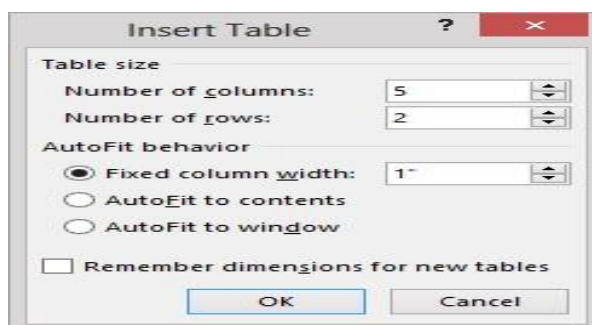 Insert Table ? ×
Table size
Number of columns: 5
Number of rows: 2
AutoFit behavior
Fixed column width: 1"
AutoFit to contents
AutoFit to window
Remember dimensions for new tables
OK Cancel